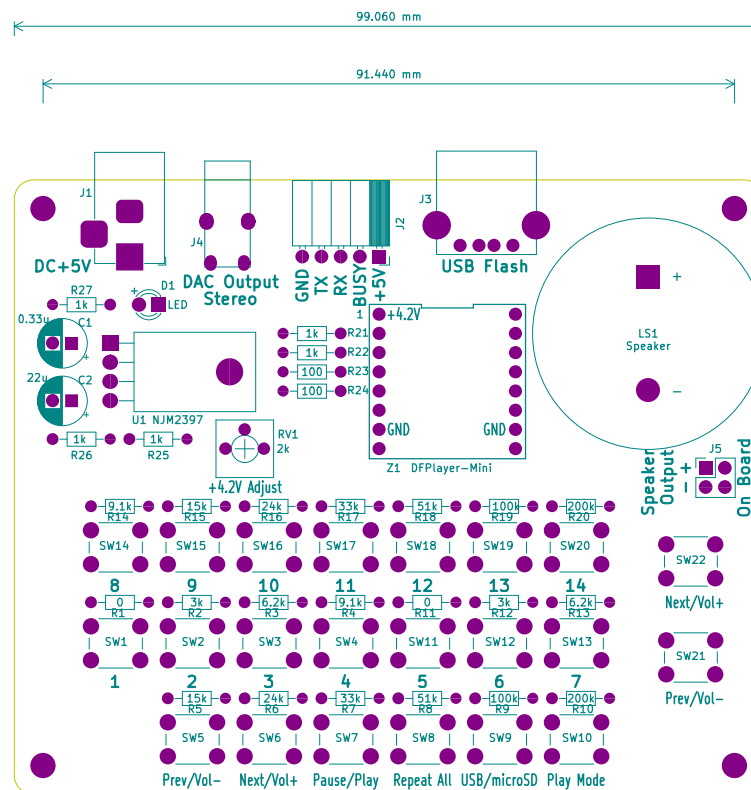 99.060 mm
91.440 mm
J1
J4
J2
J3
DC+5V
DAC Output
Stereo
GND
TX
RX
BUSY
+5V
USB Flash
R27
1k
D1
LED
0.33u
C1
+
22u
C2
+
U1 NJM2397
1k
R26
1k
R25
1k
R21
1k
R22
100
R23
100
R24
1
+4.2V
GND
GND
Z1 DFPlayer-Mini
+
LS1
Speaker
-
RV1
2k
+4.2V Adjust
Speaker
Output
- +
J5
On Board
9.1k
15k
24k
33k
51k
100k
200k
R14
R15
R16
R17
R18
R19
R20
SW14
SW15
SW16
SW17
SW18
SW19
SW20
SW22
8
9
10
11
12
13
14
Next/Vol+
0
3k
6.2k
9.1k
0
3k
6.2k
R1
R2
R3
R4
R11
R12
R13
SW1
SW2
SW3
SW4
SW11
SW12
SW13
SW21
1
2
3
4
5
6
7
Prev/Vol-
15k
24k
33k
51k
100k
200k
R5
R6
R7
R8
R9
R10
SW5
SW6
SW7
SW8
SW9
SW10
Prev/Vol-
Next/Vol+
Pause/Play
Repeat All
USB/microSD
Play Mode